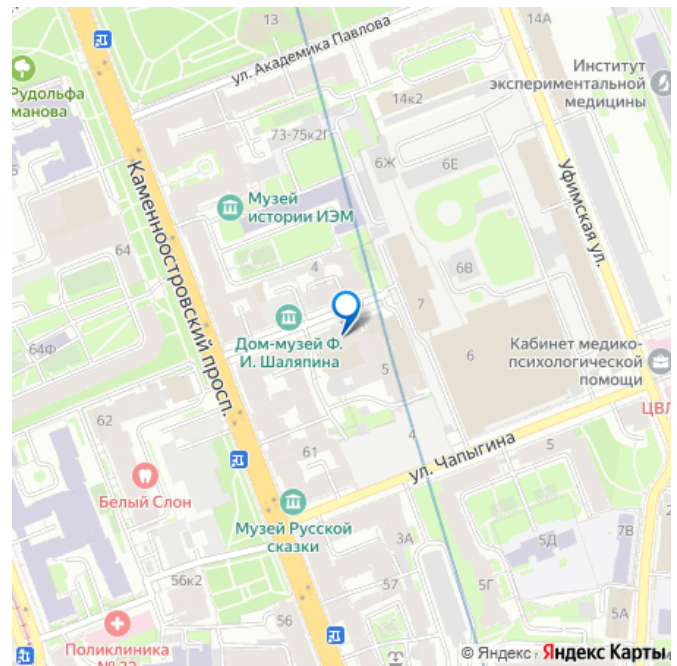 13
14А
ул. Академика Павлова
Рудольфа
манова
Институт
экспериментальной
медицины
14к2
73-75к2Г
6Ж
6Е
Каменноостровский просп.
Музей
истории ИЭМ
Уфимская ул.
64
4
6В
7
64Ф
Дом-музей Ф.
И. Шаляпина
5
6
Кабинет медико-
психологической
помощи
ЦВЛ
62
61
4
ул. Чапыгина
5
Белый Слон
Музей Русской
сказки
3А
5Д
7В
2
56к2
57
5Г
56
5А
Поликлиника
№ 32
© Яндекс
Яндекс Карты